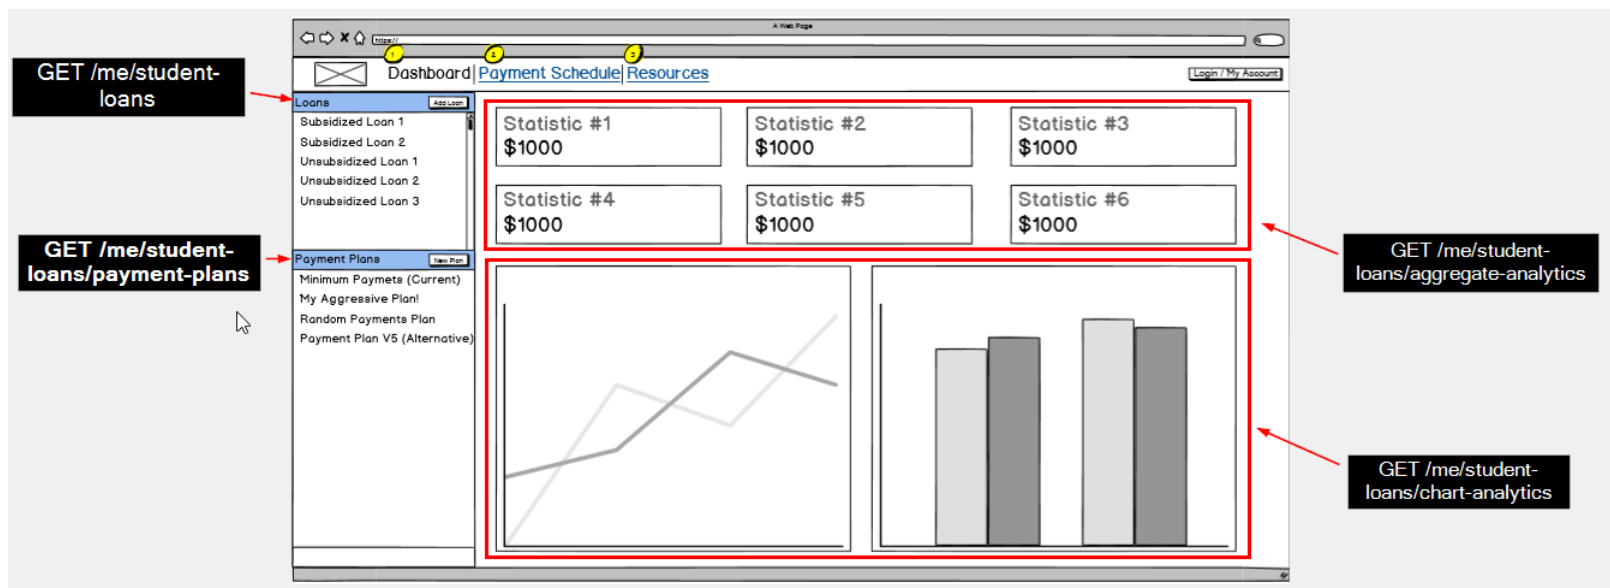 A Web Page
https://
1
2
3
Dashboard Payment Schedule Resources
Login / My Account
GET /me/student-
loans
Loans
Add Loan
Subsidized Loan 1
Subsidized Loan 2
Unsubsidized Loan 1
Unsubsidized Loan 2
Unsubsidized Loan 3
GET /me/student-
loans/payment-plans
Payment Plans
New Plan
Minimum Paymets (Current)
My Aggressive Plan!
Random Payments Plan
Payment Plan V5 (Alternative)
Statistic #1
$1000
Statistic #2
$1000
Statistic #3
$1000
Statistic #4
$1000
Statistic #5
$1000
Statistic #6
$1000
GET /me/student-
loans/aggregate-analytics
GET /me/student-
loans/chart-analytics